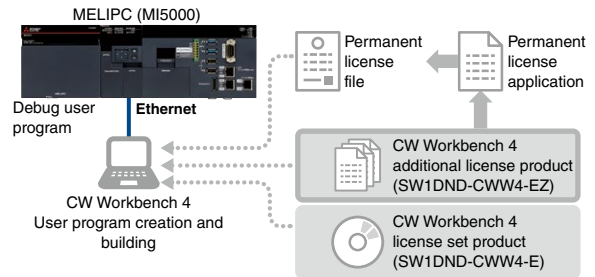 MELIPC (MI5000)
Debug user
program
Ethernet
CW Workbench 4
User program creation and
building
Permanent
license
file
Permanent
license
application
CW Workbench 4
additional license product
(SW1DND-CWW4-EZ)
CW Workbench 4
license set product
(SW1DND-CWW4-E)